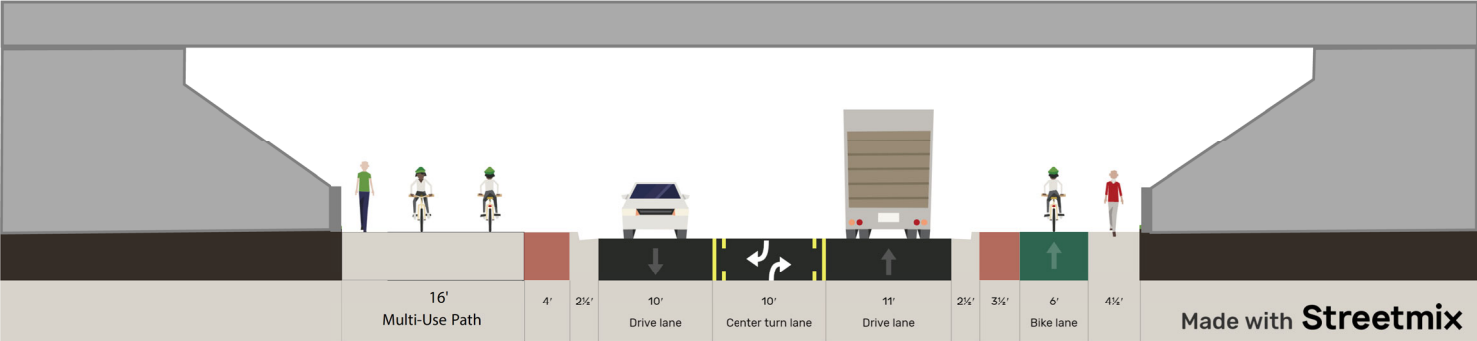 16'
Multi-Use Path
4'
2½'
10'
Drive lane
10'
Center turn lane
11'
Drive lane
2½'
3½'
6'
Bike lane
4½'
Made with Streetmix